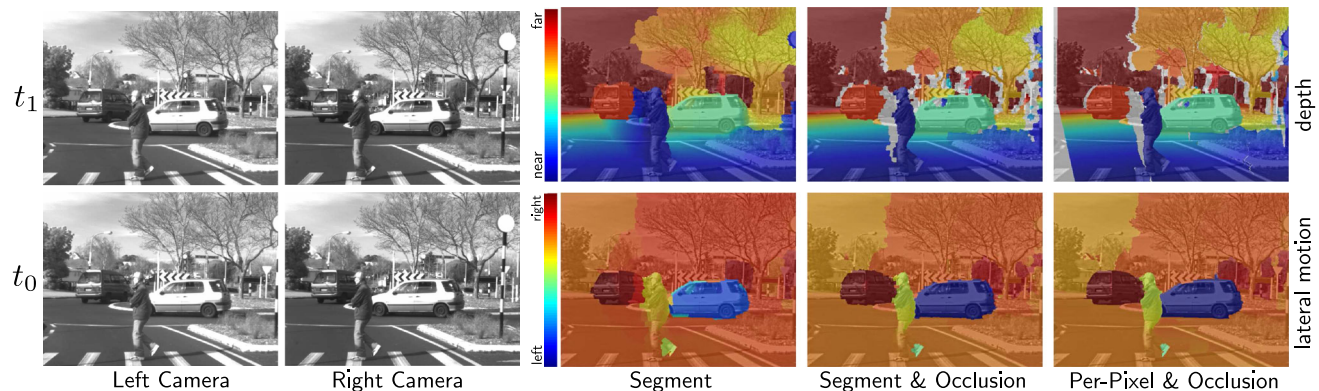 t1
far
near
depth
t0
right
left
lateral motion
Left Camera
Right Camera
Segment
Segment & Occlusion
Per-Pixel & Occlusion